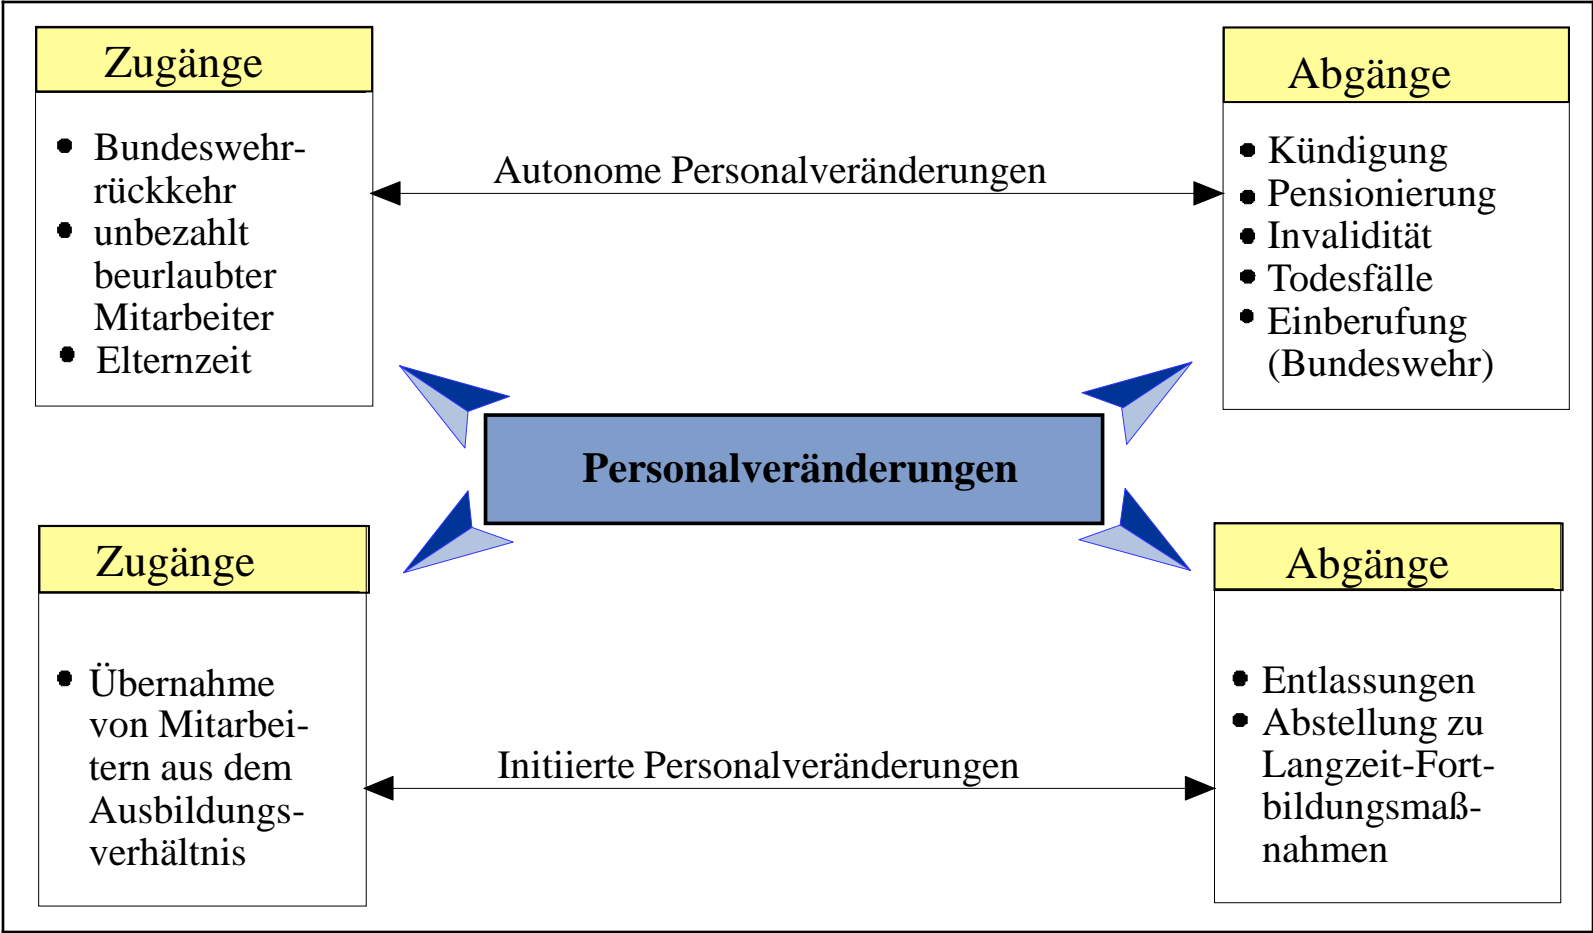 Zugänge
Bundeswehr-
rückkehr
unbezahlt
beurlaubter
Mitarbeiter
Elternzeit
Autonome Personalveränderungen
Abgänge
Kündigung
Pensionierung
Invalidität
Todesfälle
Einberufung
(Bundeswehr)
Personalveränderungen
Zugänge
Übernahme
von Mitarbei-
tern aus dem
Ausbildungs-
verhältnis
Initiierte Personalveränderungen
Abgänge
Entlassungen
Abstellung zu
Langzeit-Fort-
bildungsmaß-
nahmen